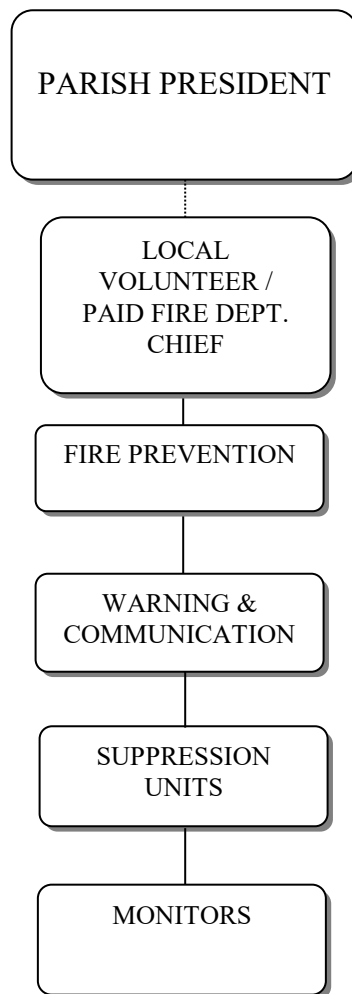 PARISH PRESIDENT
LOCAL
VOLUNTEER /
PAID FIRE DEPT.
CHIEF
FIRE PREVENTION
WARNING &
COMMUNICATION
SUPPRESSION
UNITS
MONITORS